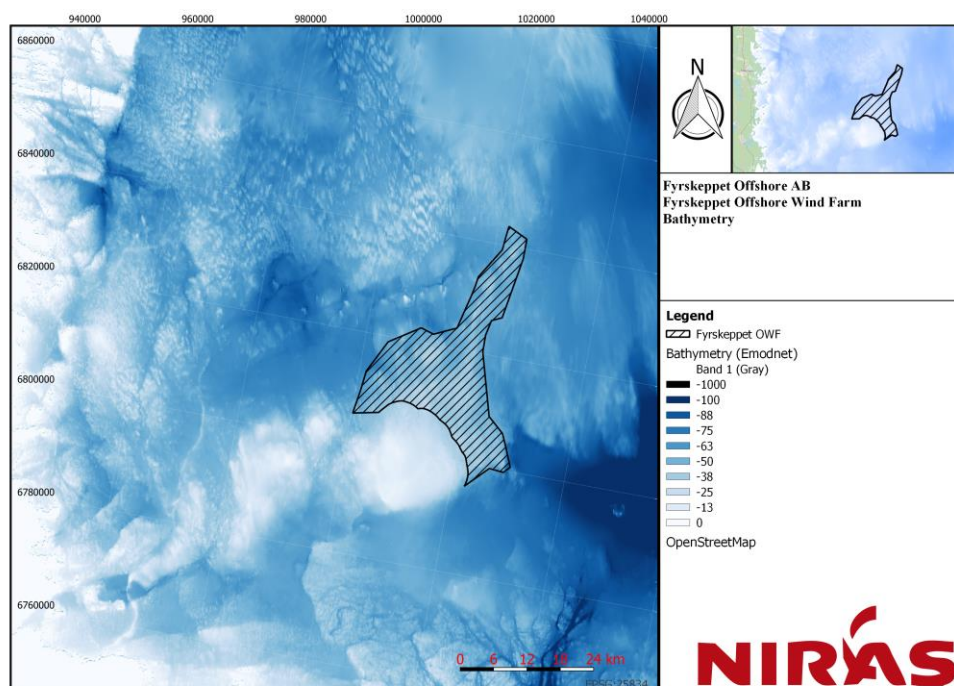 940000 960000 980000 1000000 1020000 1040000
6860000
6840000
6820000
6800000
6780000
6760000
0 6 12 18 24 km
EPSG:25834
N
Fyrskeppet Offshore AB
Fyrskeppet Offshore Wind Farm
Bathymetry
Legend
Fyrskeppet OWF
Bathymetry (Emodnet)
Band 1 (Gray)
-1000
-100
-88
-75
-63
-50
-38
-25
-13
0
OpenStreetMap
NIRAS